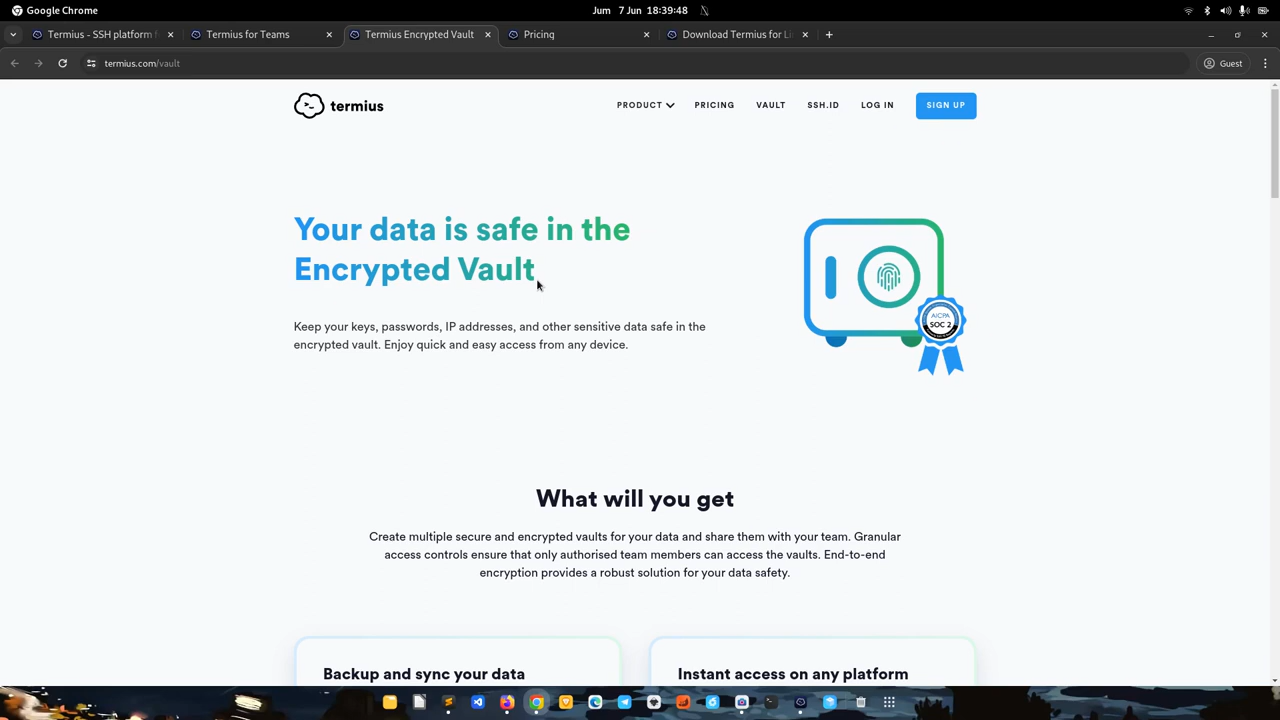 Google Chrome
Jum 7 Jun 18:39:48
Termius - SSH platform f
Termius for Teams
Termius Encrypted Vault
Pricing
Download Termius for Li
termius.com/vault
Guest
termius
PRODUCT
PRICING
VAULT
SSH.ID
LOG IN
SIGN UP
Your data is safe in the
Encrypted Vault
AICPA
SOC 2
Keep your keys, passwords, IP addresses, and other sensitive data safe in the
encrypted vault. Enjoy quick and easy access from any device.
What will you get
Create multiple secure and encrypted vaults for your data and share them with your team. Granular
access controls ensure that only authorised team members can access the vaults. End-to-end
encryption provides a robust solution for your data safety.
Backup and sync your data
Instant access on any platform